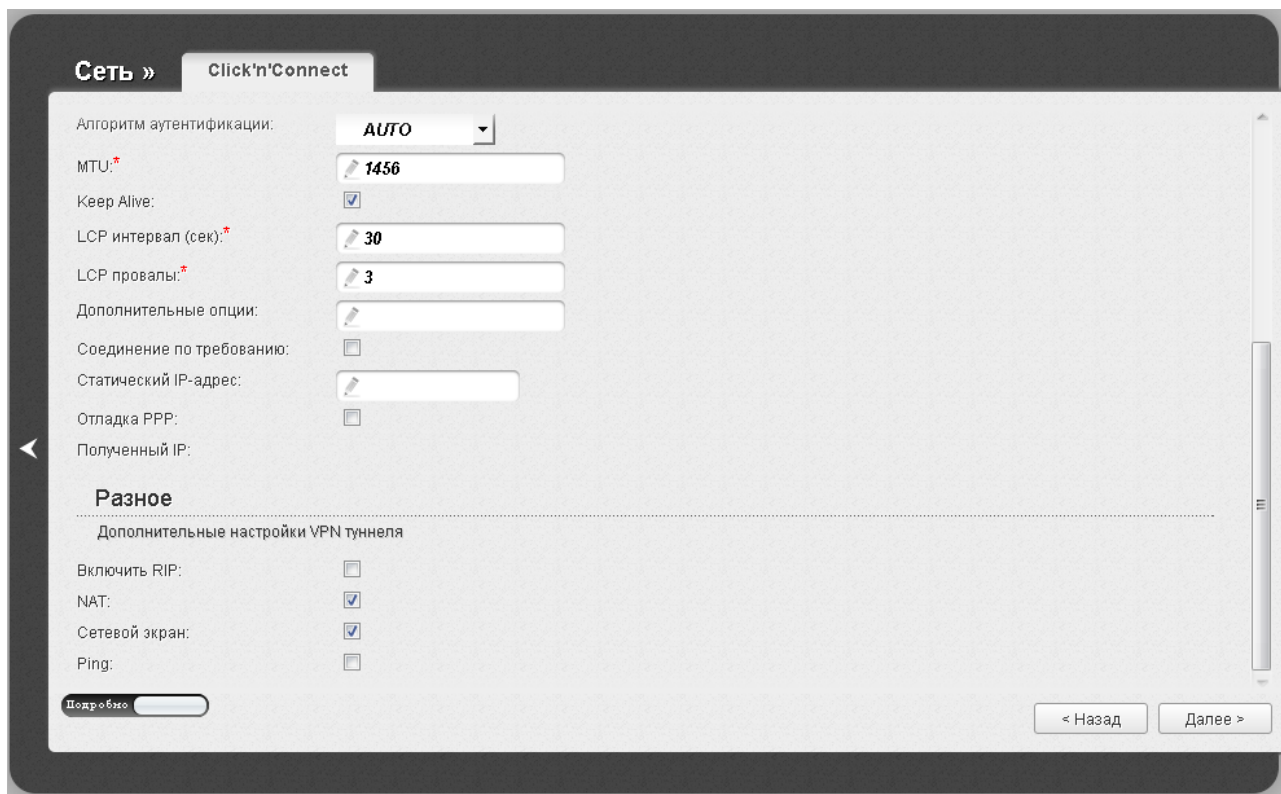 Сеть »
Click'n'Connect
Алгоритм аутентификации: AUTO
MTU:* 1456
Keep Alive:
LCP интервал (сек):* 30
LCP провалы:* 3
Дополнительные опции:
Соединение по требованию:
Статический IP-адрес:
Отладка PPP:
Полученный IP:
Разное
Дополнительные настройки VPN туннеля
Включить RIP:
NAT:
Сетевой экран:
Ping:
Подробно
< Назад
Далее >